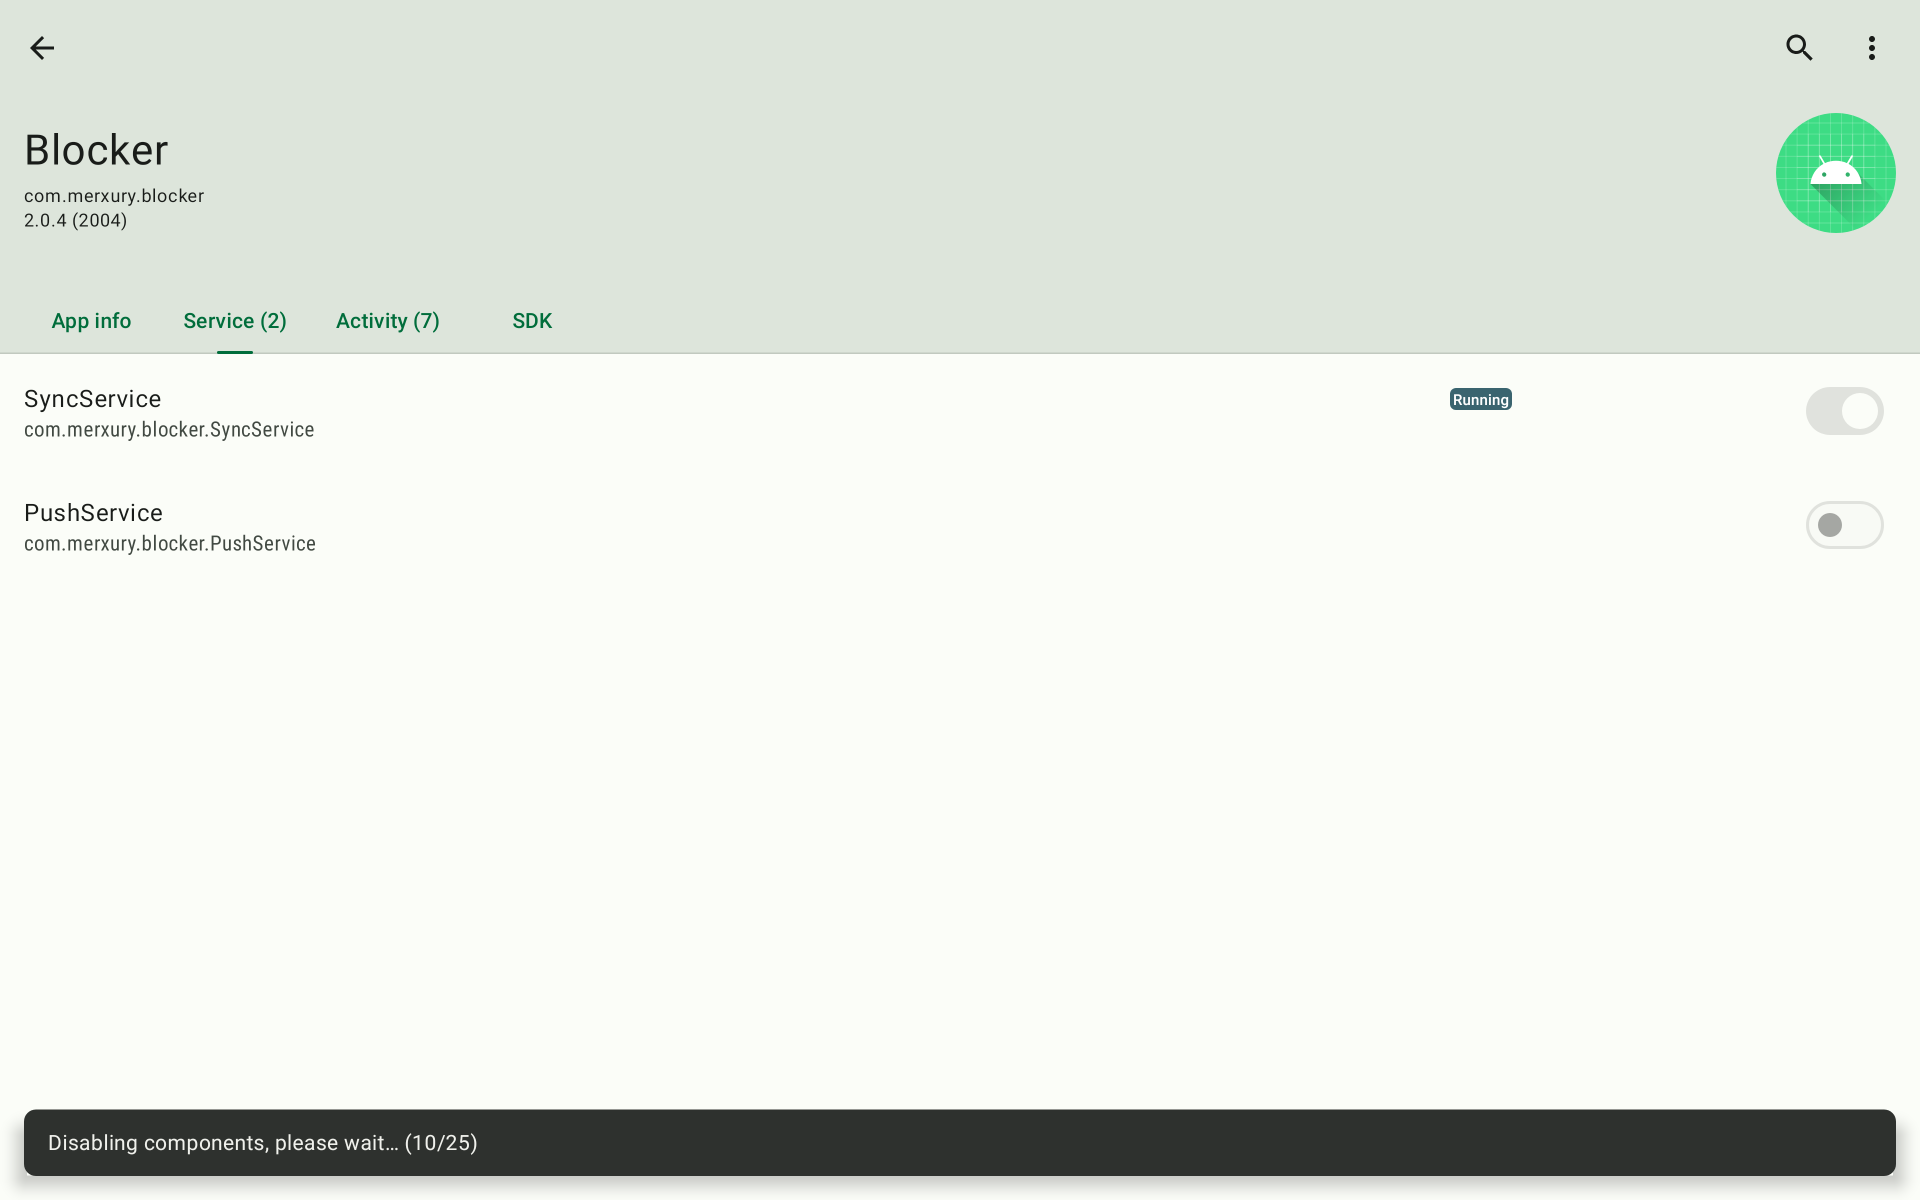 Blocker
com.merxury.blocker
2.0.4 (2004)
App info
Service (2)
Activity (7)
SDK
SyncService
Running
com.merxury.blocker.SyncService
PushService
com.merxury.blocker.PushService
Disabling components, please wait… (10/25)